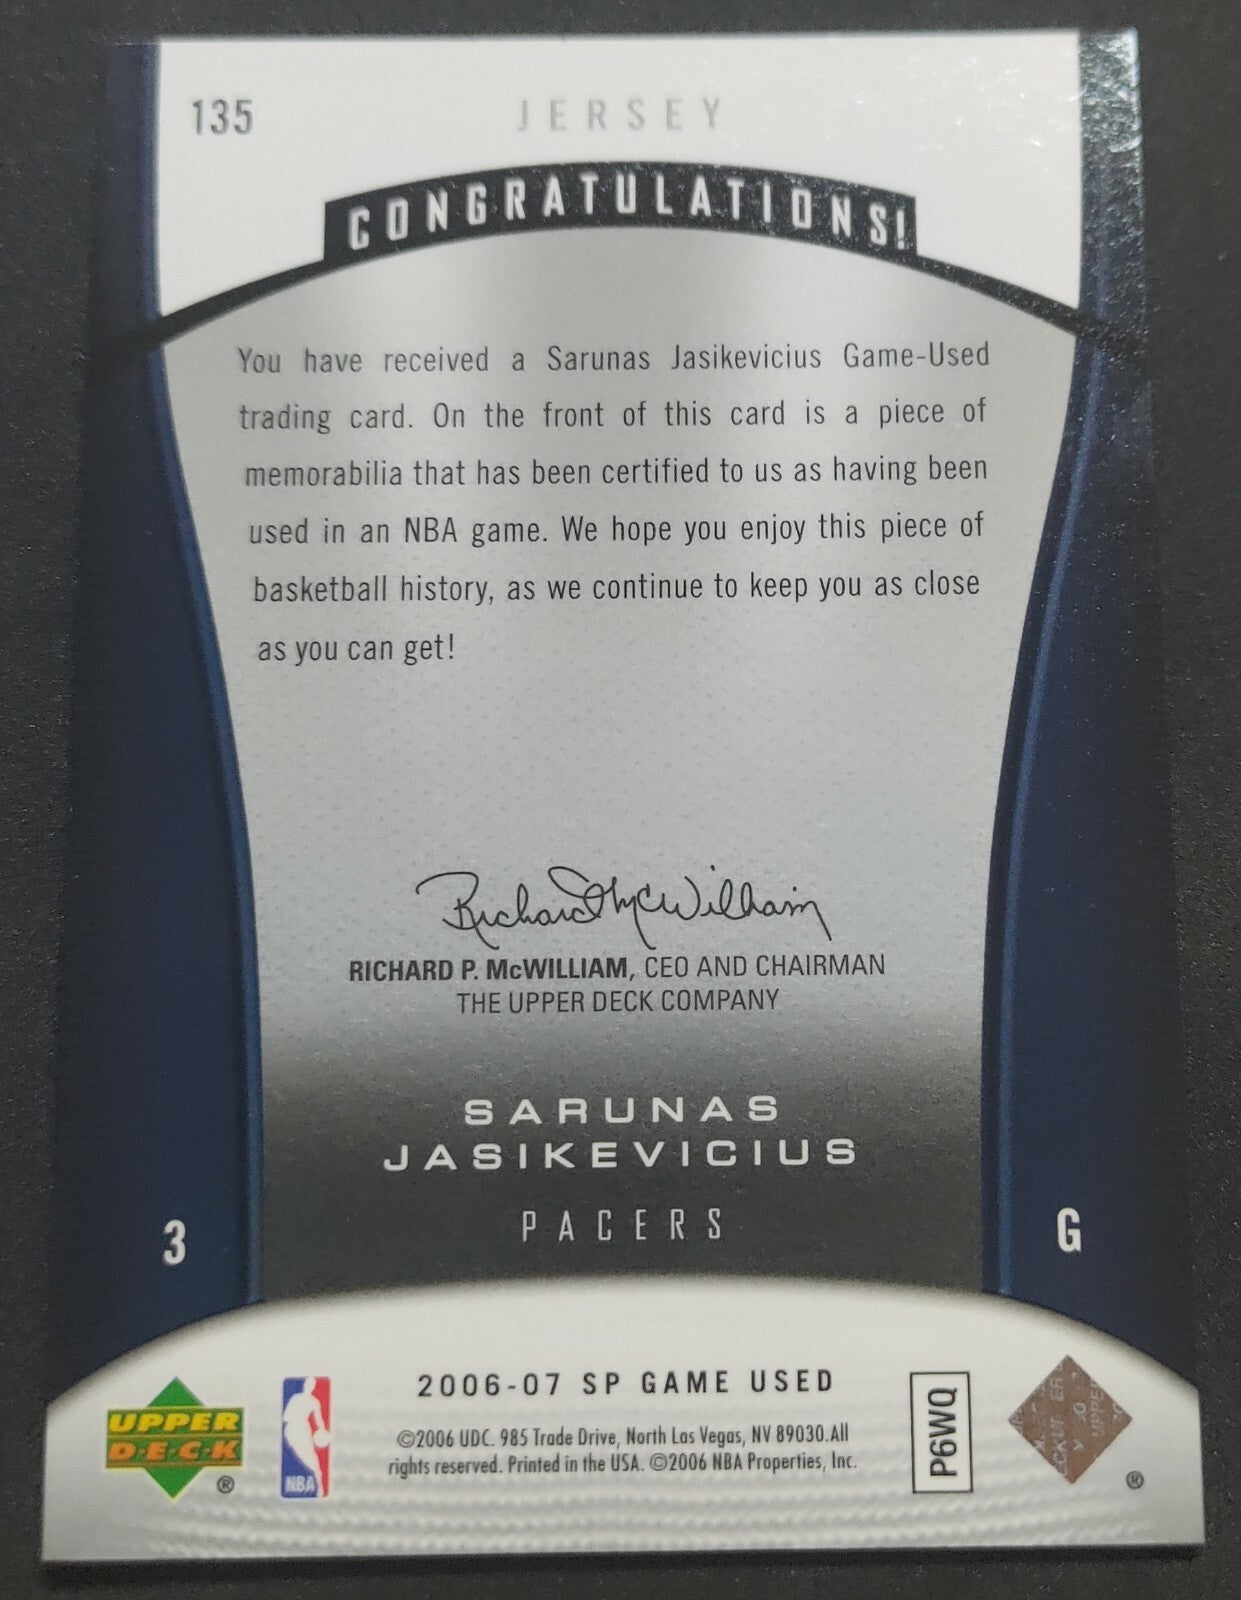 135
JERSEY
CONGRATULATIONS!
You have received a Sarunas Jasikevicius Game-Used
trading card. On the front of this card is a piece of
memorabilia that has been certified to us as having been
used in an NBA game. We hope you enjoy this piece of
basketball history, as we continue to keep you as close
as you can get!
Richard McWilliam
RICHARD P. McWILLIAM, CEO AND CHAIRMAN
THE UPPER DECK COMPANY
SARUNAS
JASIKEVICIUS
PACERS
3
G
2006-07 SP GAME USED
©2006 UDC. 985 Trade Drive, North Las Vegas, NV 89030.All
rights reserved. Printed in the USA. ©2006 NBA Properties, Inc.
UPPER
DECK
®
NBA
P6WQ
®